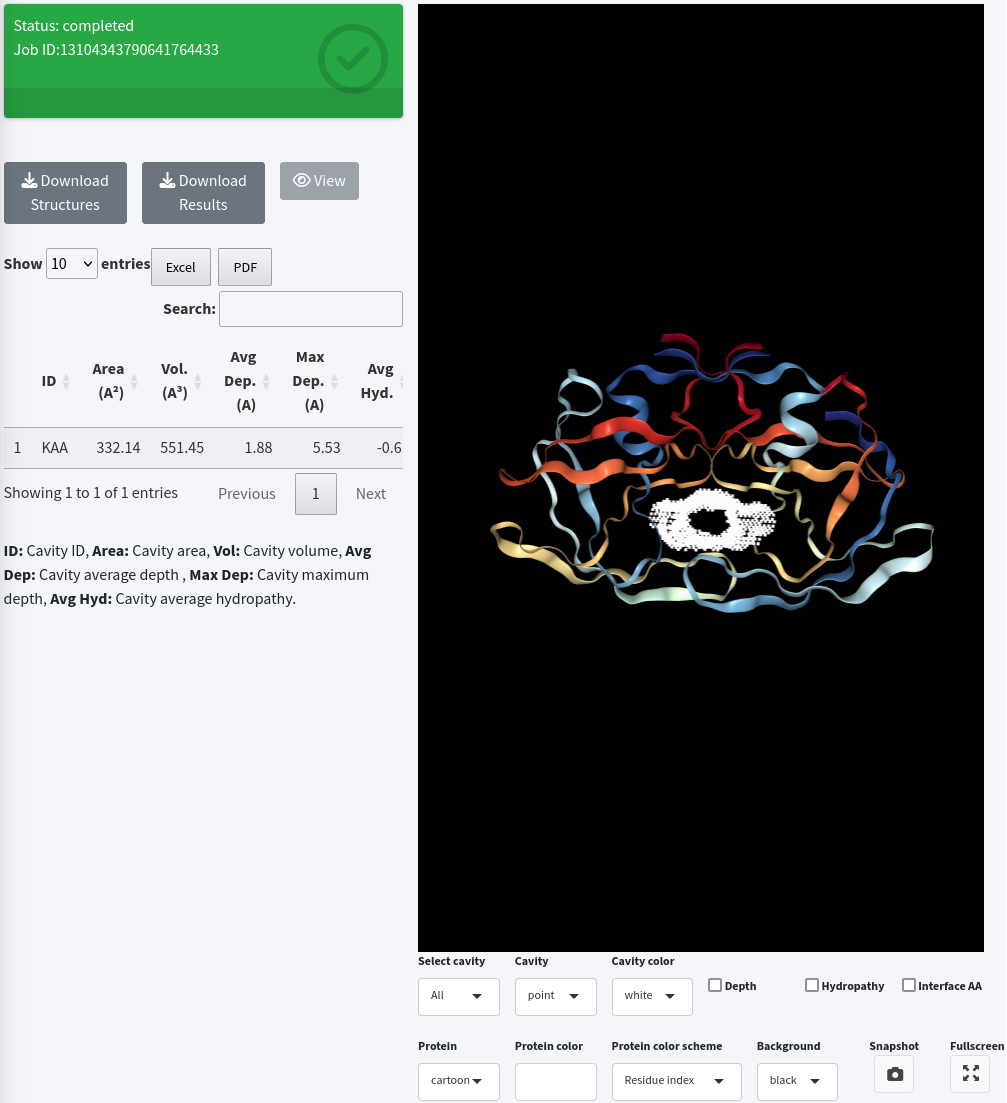 Status: completed
Job ID:13104343790641764433
Download Structures
Download Results
View
Show 10 entries
Excel
PDF
Search:
ID
Area (A²)
Vol. (A³)
Avg Dep. (A)
Max Dep. (A)
Avg Hyd.
1 KAA 332.14 551.45 1.88 5.53 -0.6
Showing 1 to 1 of 1 entries
Previous 1 Next
ID: Cavity ID, Area: Cavity area, Vol: Cavity volume, Avg
Dep: Cavity average depth , Max Dep: Cavity maximum
depth, Avg Hyd: Cavity average hydropathy.
Select cavity
All
Cavity
point
Cavity color
white
Depth
Hydropathy
Interface AA
Protein
cartoon
Protein color
Protein color scheme
Residue index
Background
black
Snapshot
Fullscreen